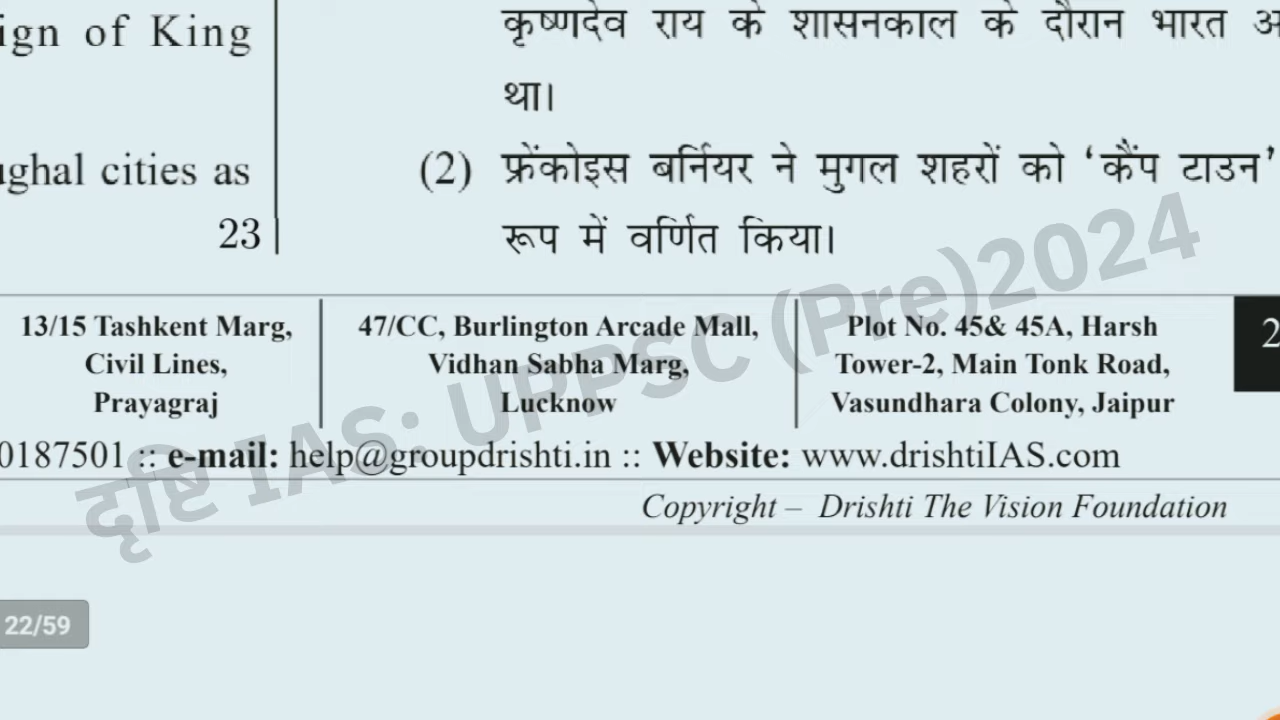 ign of King
ughal cities as
23
कृष्णदेव राय के शासनकाल के दौरान भारत अ
था।
(2) फ्रेंकोइस बर्नियर ने मुगल शहरों को ‘कैंप टाउन’
रूप में वर्णित किया।
13/15 Tashkent Marg,
Civil Lines,
Prayagraj
47/CC, Burlington Arcade Mall,
Vidhan Sabha Marg,
Lucknow
Plot No. 45& 45A, Harsh
Tower-2, Main Tonk Road,
Vasundhara Colony, Jaipur
2
0187501 :: e-mail: help@groupdrishti.in :: Website: www.drishtiIAS.com
Copyright – Drishti The Vision Foundation
दृष्टि IAS: UPPSC (Pre)2024
22/59